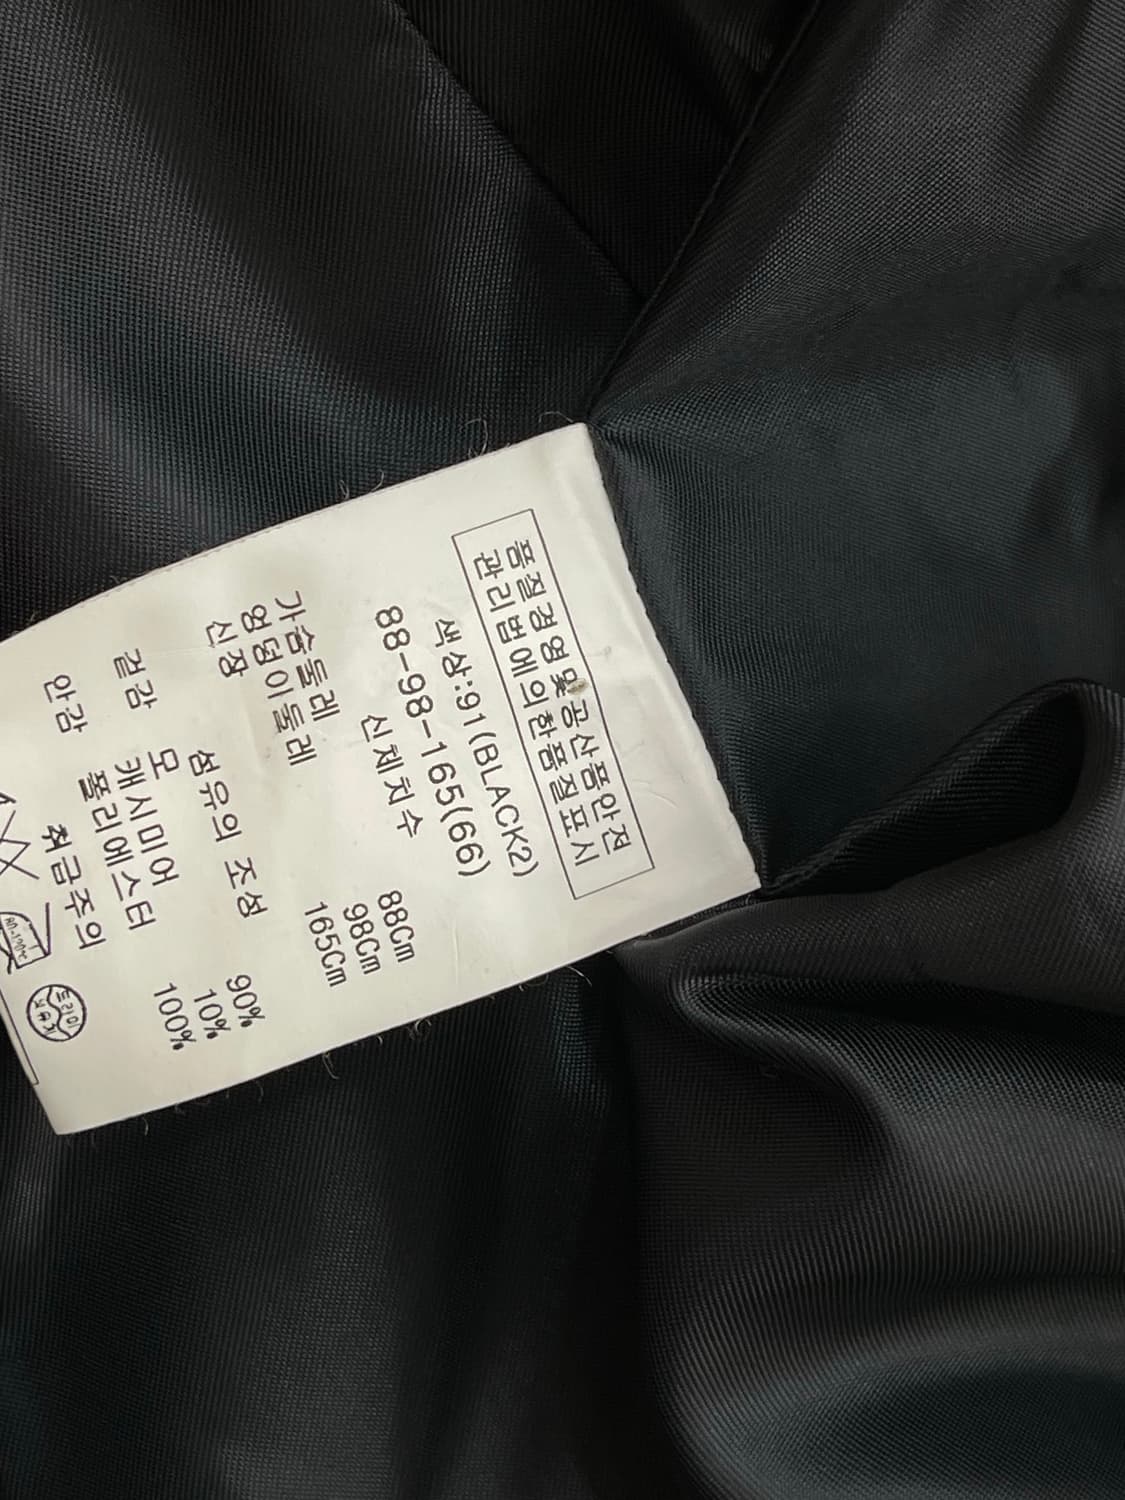 품질경영및공산품안전
관리법에의한품질표시
색상:91(BLACK2)
88-98-165(66)
신체치수
가슴둘레 88Cm
엉덩이둘레 98Cm
신장 165Cm
섬유의 조성
겉감 모 90%
캐시미어 10%
안감 폴리에스터 100%
취급주의
드라이